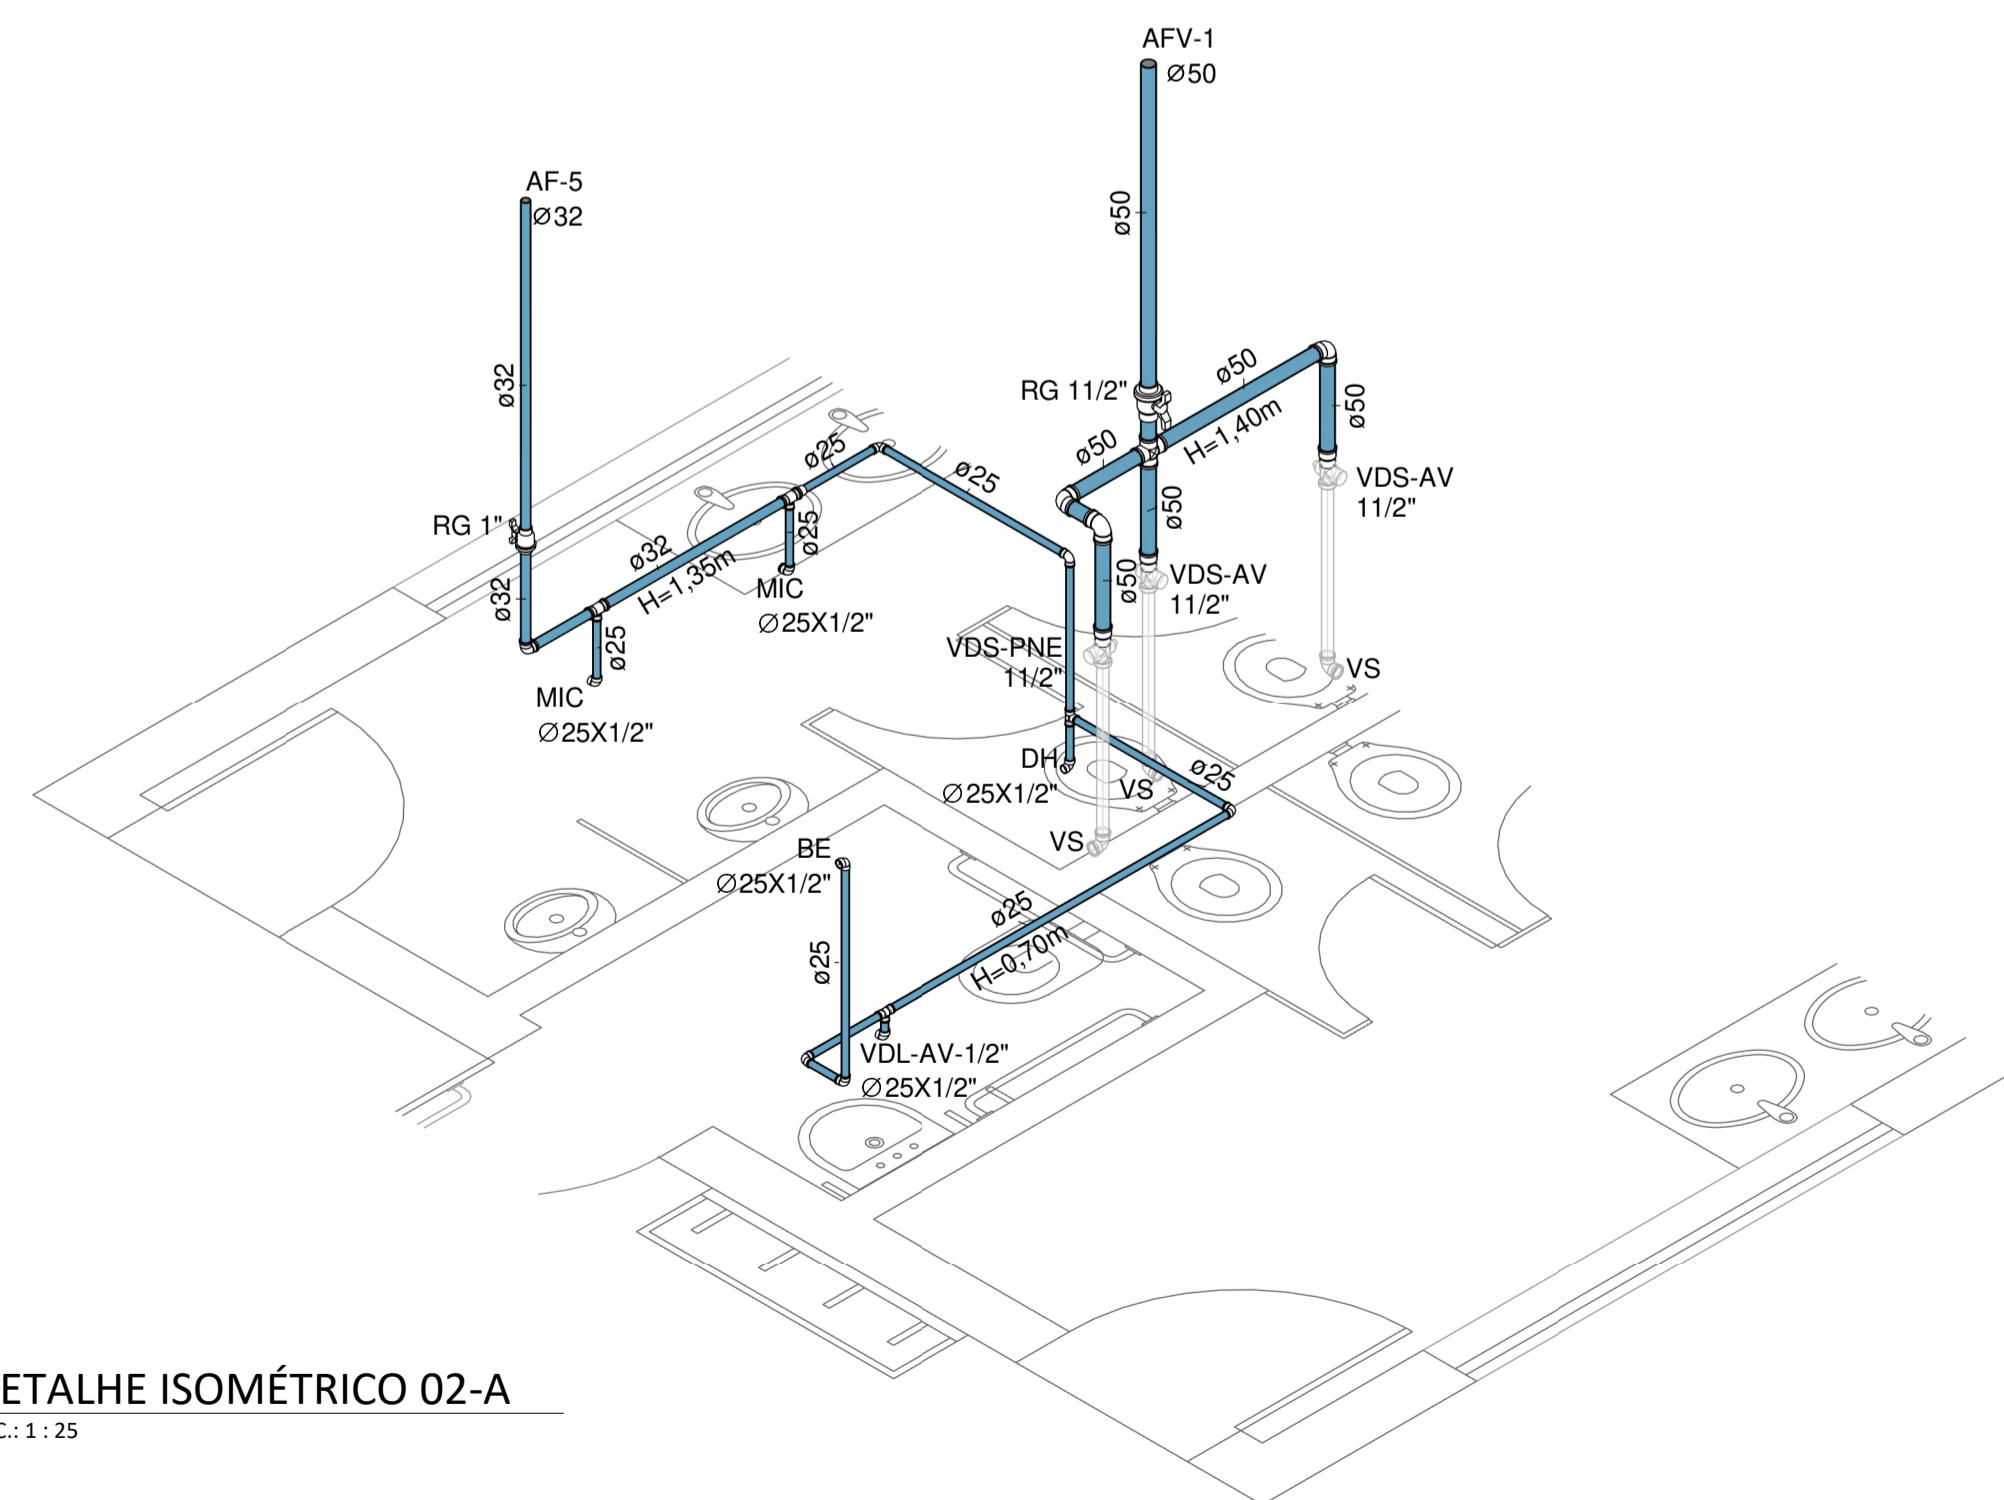 AFV-1
Ø50
AF-5
Ø32
ø50
ø32
RG 11/2"
ø50
H=1,40m
ø50
ø50
ø50
VDS-AV
11/2"
RG 1"
ø32
ø32
H=1,35m
ø25
ø25
ø25
MIC
Ø25X1/2"
ø25
MIC
Ø25X1/2"
ø50
VDS-AV
11/2"
VDS-PNE
11/2"
VS
DH
Ø25X1/2"
VS
VS
ø25
BE
Ø25X1/2"
ø25
ø25
H=0,70m
VDL-AV-1/2"
Ø25X1/2"
ETALHE ISOMÉTRICO 02-A
C.: 1 : 25